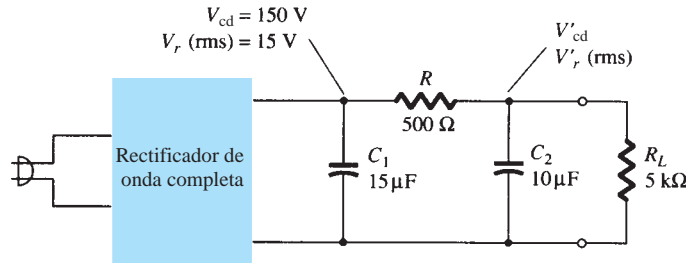 V_cd = 150 V
V_r (rms) = 15 V
V'_cd
V'_r (rms)
R
500 Ω
Rectificador de
onda completa
C_1
15 μF
C_2
10 μF
R_L
5 kΩ